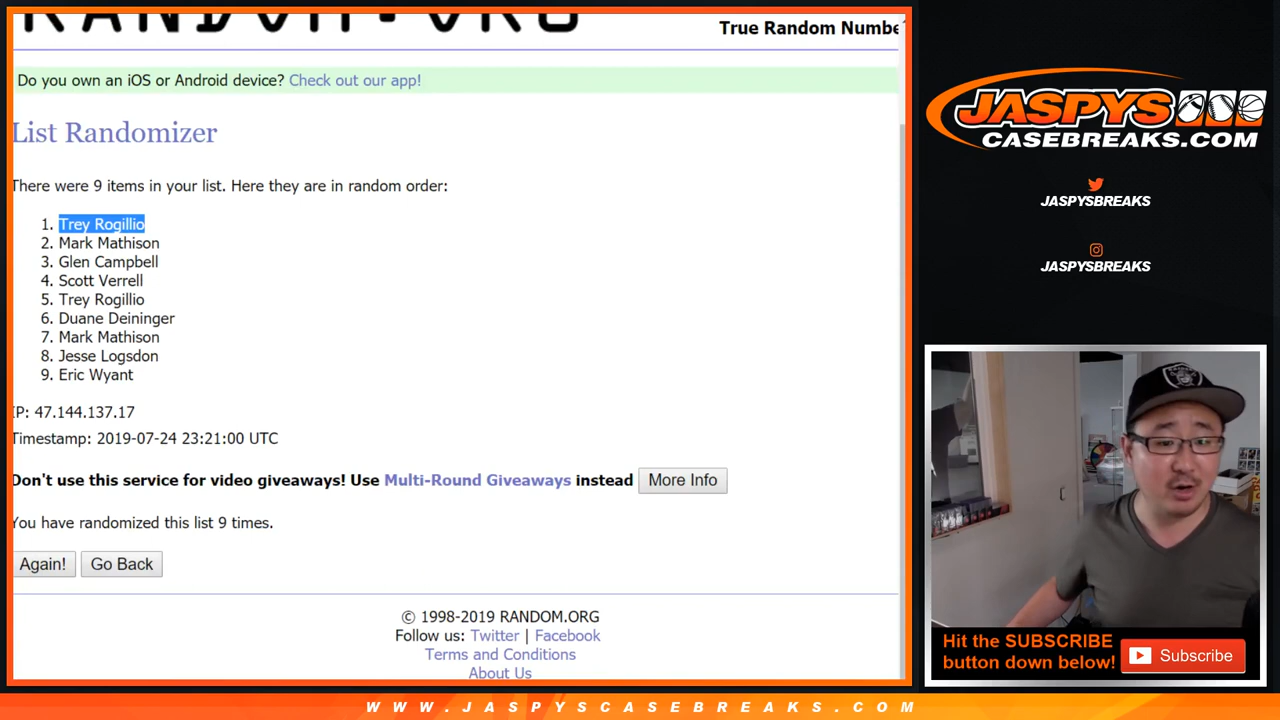 RANDOM.ORG
True Random Numbe
Do you own an iOS or Android device? Check out our app!
List Randomizer
There were 9 items in your list. Here they are in random order:
1. Trey Rogillio
2. Mark Mathison
3. Glen Campbell
4. Scott Verrell
5. Trey Rogillio
6. Duane Deininger
7. Mark Mathison
8. Jesse Logsdon
9. Eric Wyant
IP: 47.144.137.17
Timestamp: 2019-07-24 23:21:00 UTC
Don't use this service for video giveaways! Use Multi-Round Giveaways instead More Info
You have randomized this list 9 times.
Again! Go Back
© 1998-2019 RANDOM.ORG
Follow us: Twitter | Facebook
Terms and Conditions
About Us
JASPYS
CASEBREAKS.COM
JASPYSBREAKS
JASPYSBREAKS
Hit the SUBSCRIBE
button down below!
Subscribe
WWW.JASPYSCASEBREAKS.COM